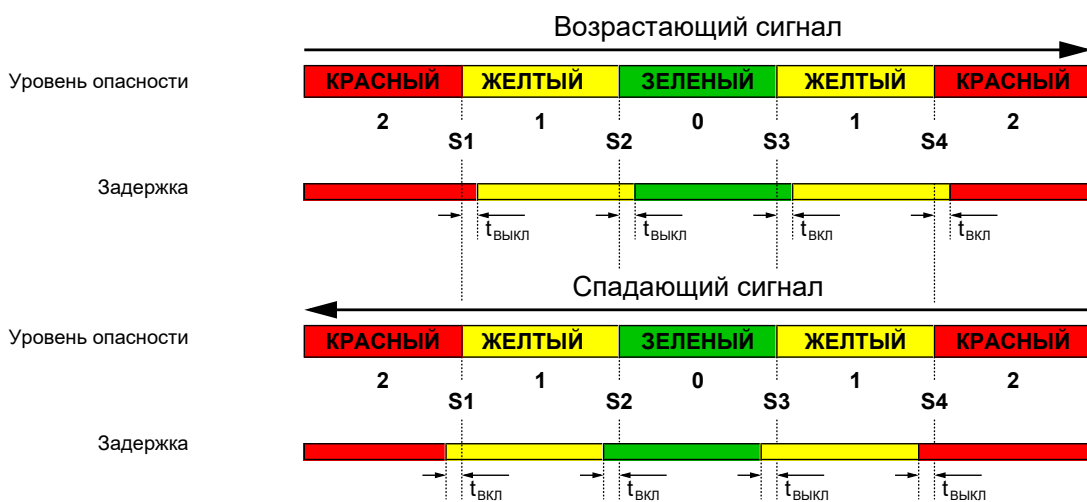 Возрастающий сигнал
Уровень опасности
КРАСНЫЙ ЖЕЛТЫЙ ЗЕЛЕНЫЙ ЖЕЛТЫЙ КРАСНЫЙ
2 1 0 1 2
S1 S2 S3 S4
Задержка
tВЫКЛ tВЫКЛ tВКЛ tВКЛ
Спадающий сигнал
Уровень опасности
КРАСНЫЙ ЖЕЛТЫЙ ЗЕЛЕНЫЙ ЖЕЛТЫЙ КРАСНЫЙ
2 1 0 1 2
S1 S2 S3 S4
Задержка
tВКЛ tВКЛ tВЫКЛ tВЫКЛ